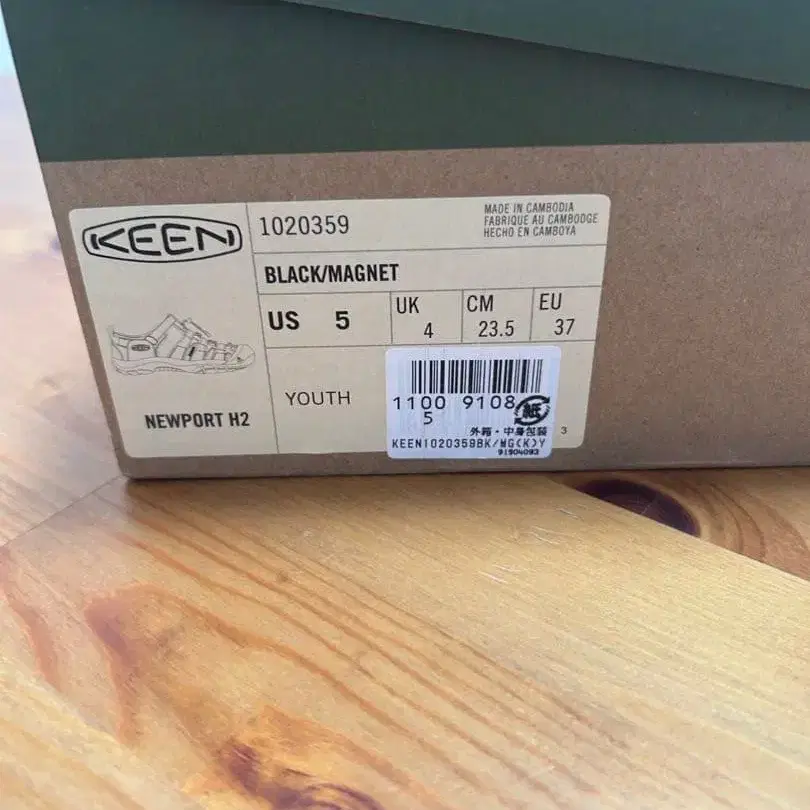 KEEN
1020359
MADE IN CAMBODIA
FABRIQUÉ AU CAMBODGE
HECHO EN CAMBOYA
BLACK/MAGNET
US 5
UK 4
CM 23.5
EU 37
KEEN
NEWPORT H2
YOUTH
1100 9108
5
紙
外箱・中身包装
3
KEEN1020359BK/MG(K)Y
91904093